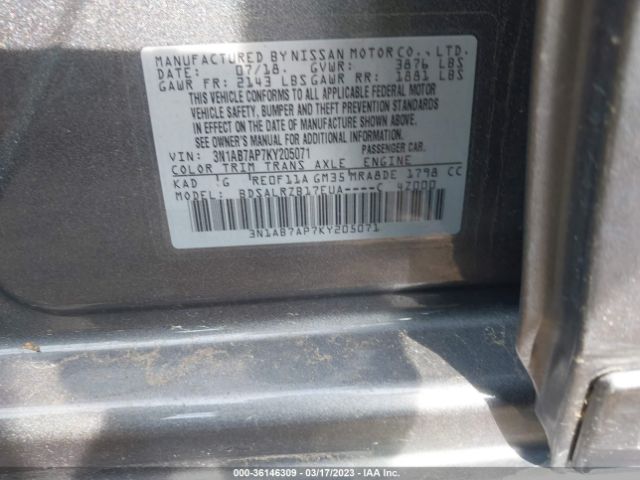 MANUFACTURED BY NISSAN MOTOR CO., LTD.
DATE: 07/18. GVWR: 3876 LBS
GAWR FR: 2143 LBS GAWR RR: 1881 LBS
THIS VEHICLE CONFORMS TO ALL APPLICABLE FEDERAL MOTOR
VEHICLE SAFETY, BUMPER AND THEFT PREVENTION STANDARDS
IN EFFECT ON THE DATE OF MANUFACTURE SHOWN ABOVE.
SEE OWNER'S MANUAL FOR ADDITIONAL INFORMATION.
VIN: 3N1AB7AP7KY205071 PASSENGER CAR.
COLOR TRIM TRANS AXLE ENGINE
KAD G RE0F11A GM35 MRA8DE 1798 CC
MODEL: BDSALRZB17EUA----C 4Z000
3N1AB7AP7KY205071
000-36146309 — 03/17/2023 — IAA Inc.